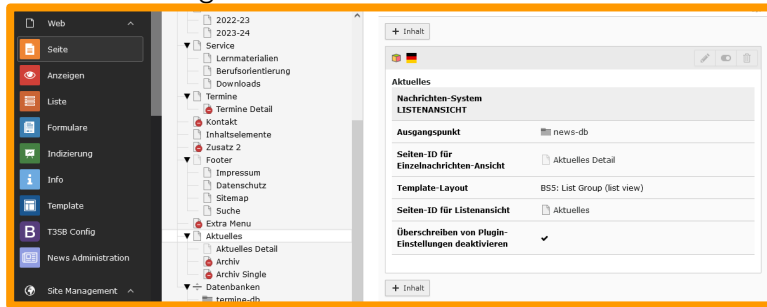 Web
Seite
Anzeigen
Liste
Formulare
Indizierung
Info
Template
B T3SB Config
News Administration
Site Management
2022-23
2023-24
Service
Lernmaterialien
Berufsorientierung
Downloads
Termine
Termine Detail
Kontakt
Inhaltselemente
Zusatz 2
Footer
Impressum
Datenschutz
Sitemap
Suche
Extra Menu
Aktuelles
Aktuelles Detail
Archiv
Archiv Single
Datenbanken
termine-db
+ Inhalt
Aktuelles
Nachrichten-System
LISTENANSICHT
Ausgangspunkt news-db
Seiten-ID für
Einzelnachrichten-Ansicht Aktuelles Detail
Template-Layout BS5: List Group (list view)
Seiten-ID für Listenansicht Aktuelles
Überschreiben von Plugin-
Einstellungen deaktivieren ✔
+ Inhalt